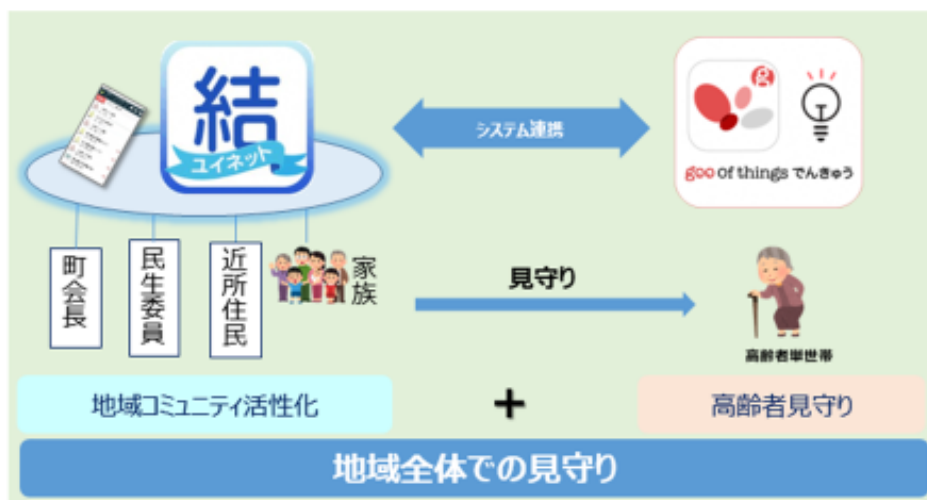 結
ユイネット
システム連携
goo of things でんきゅう
町会長
民生委員
近所住民
家族
見守り
高齢者単世帯
地域コミュニティ活性化
+
高齢者見守り
地域全体での見守り